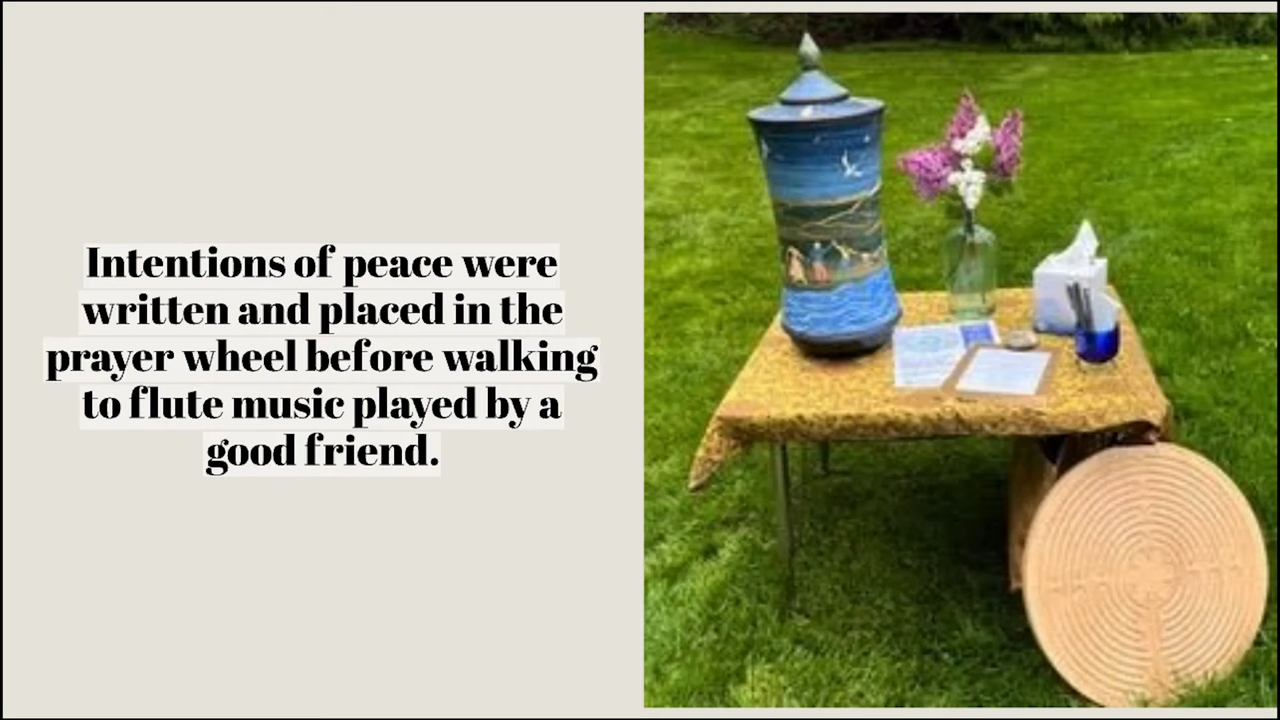 Intentions of peace were
written and placed in the
prayer wheel before walking
to flute music played by a
good friend.